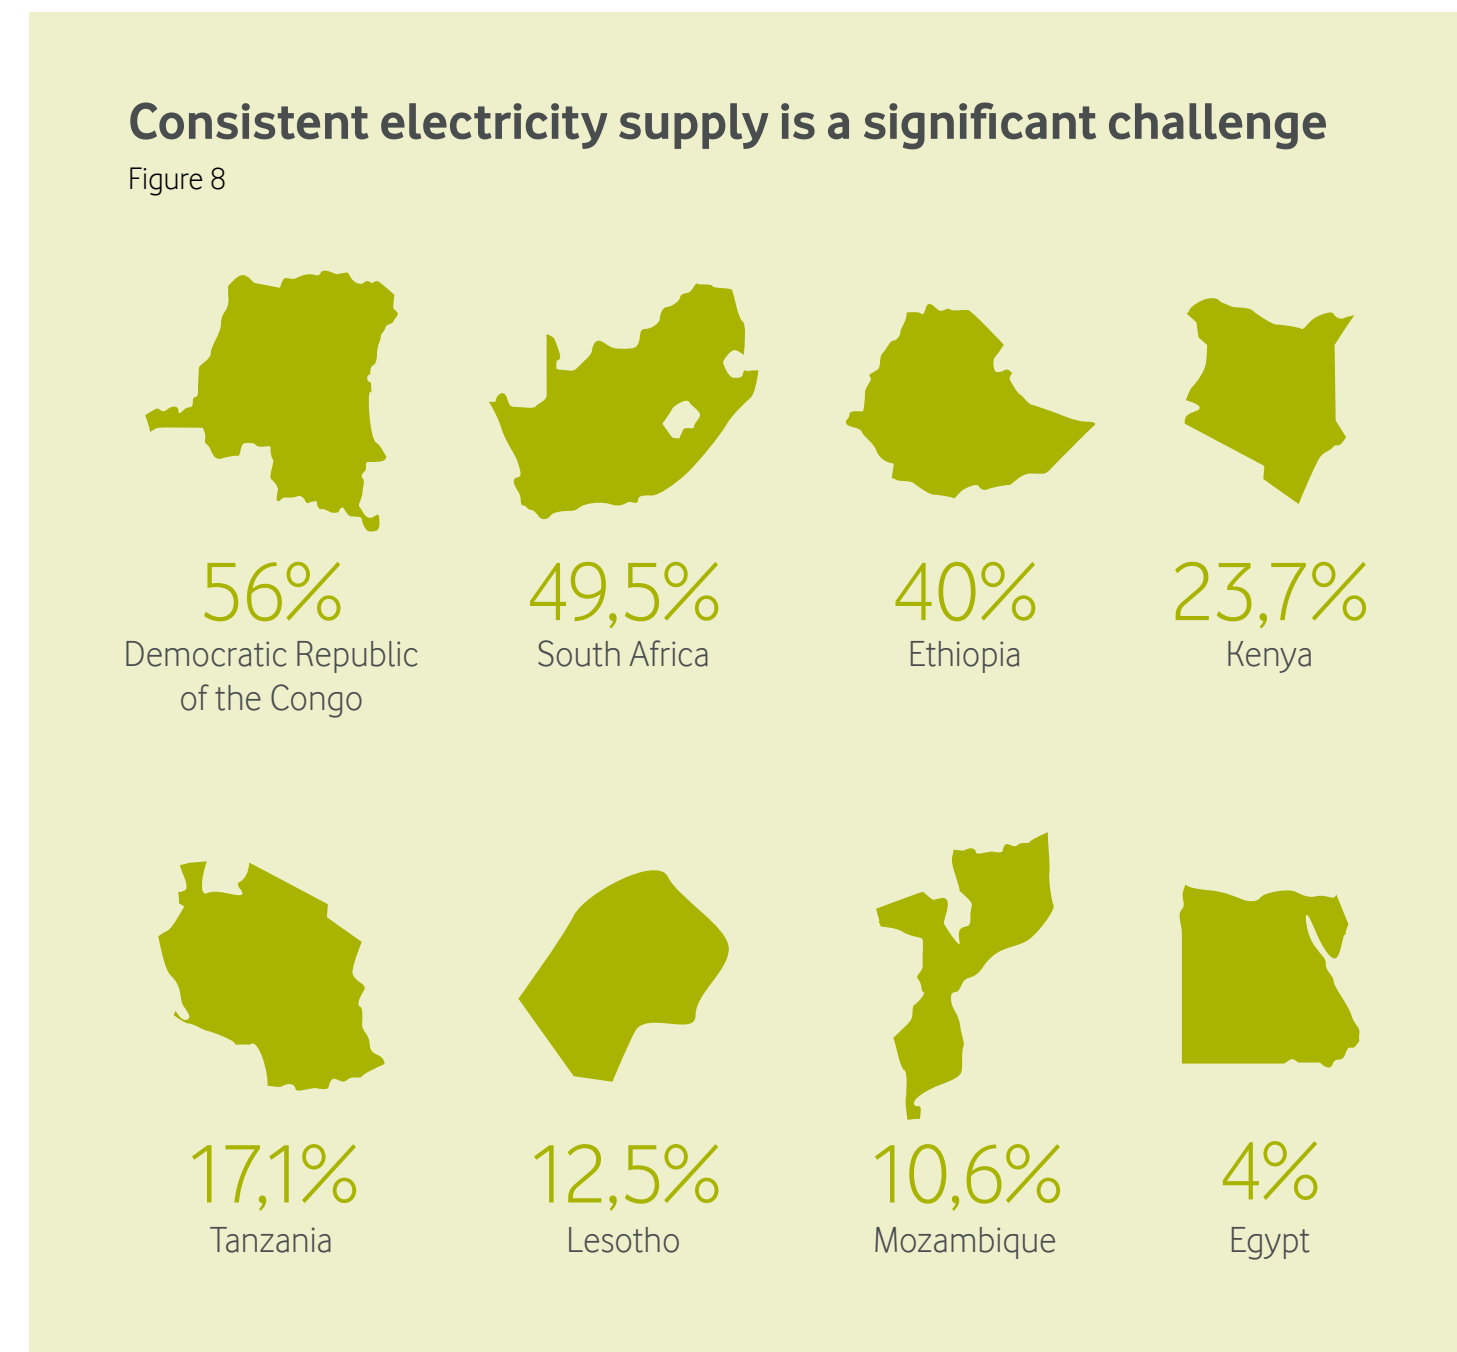 Consistent electricity supply is a significant challenge
Figure 8
56%
Democratic Republic
of the Congo
49,5%
South Africa
40%
Ethiopia
23,7%
Kenya
17,1%
Tanzania
12,5%
Lesotho
10,6%
Mozambique
4%
Egypt